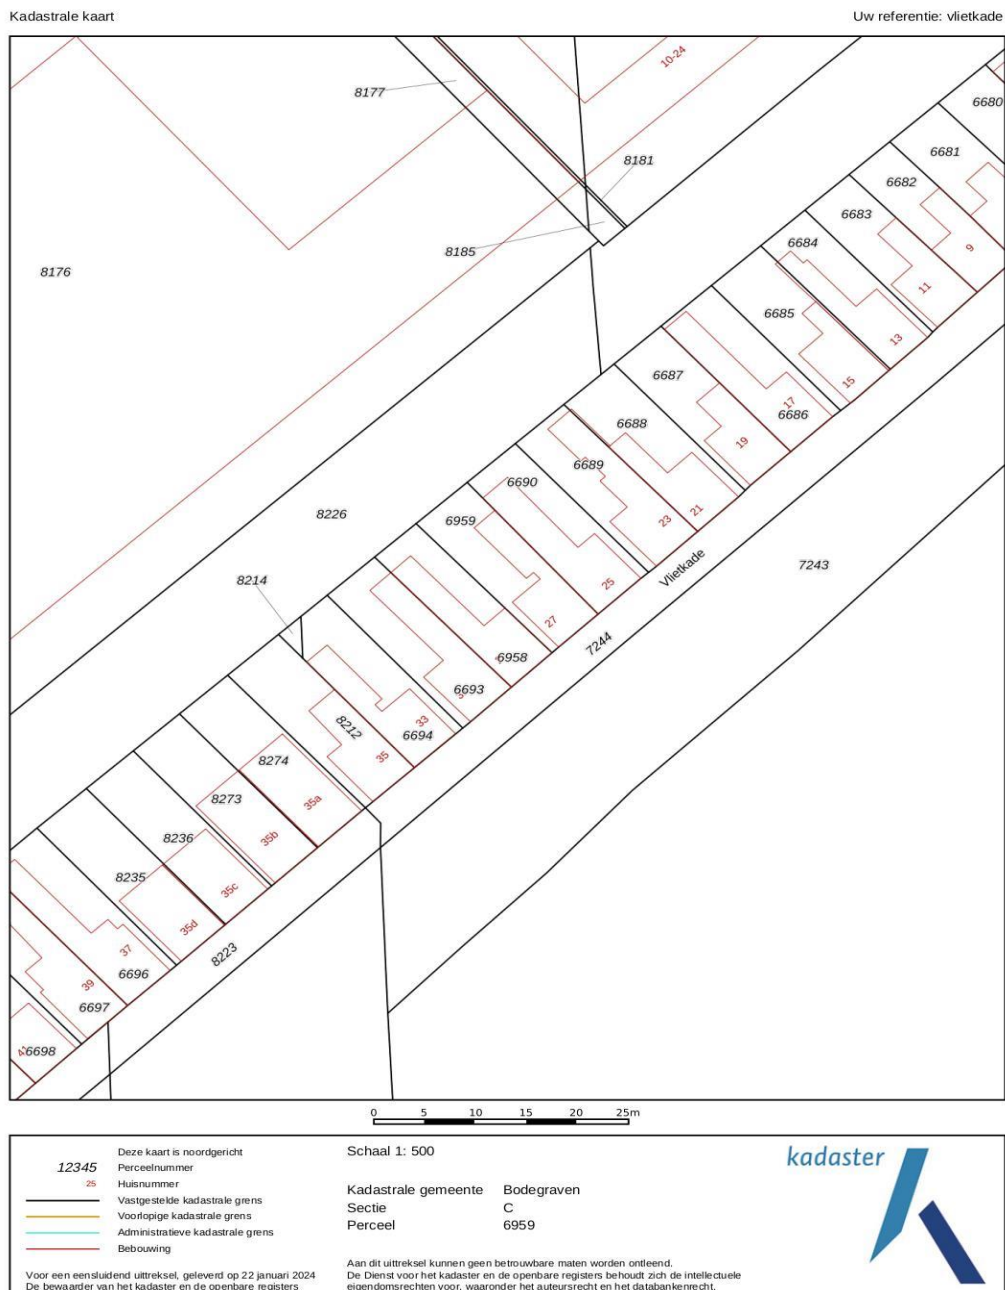 Kadastrale kaart
Uw referentie: vlietkade
10-24
8177
6680
6681
8181
6682
6683
6684
9
8185
8176
11
6685
13
6687
15
17
6686
6688
19
6689
6690
21
8226
6959
23
Vlietkade
7243
8214
25
27
7244
6958
6693
33
8212
6694
35
8274
8273
35a
35b
8236
8235
35c
35d
37
8223
6696
39
6697
41
6698
0 5 10 15 20 25m
Deze kaart is noordgericht
12345 Perceelnummer
25 Huisnummer
Vastgestelde kadastrale grens
Voorlopige kadastrale grens
Administratieve kadastrale grens
Bebouwing
Voor een eensluidend uittreksel, geleverd op 22 januari 2024
De bewaarder van het kadaster en de openbare registers
Schaal 1: 500
Kadastrale gemeente Bodegraven
Sectie C
Perceel 6959
Aan dit uittreksel kunnen geen betrouwbare maten worden ontleend.
De Dienst voor het kadaster en de openbare registers behoudt zich de intellectuele
eigendomsrechten voor, waaronder het auteursrecht en het databankenrecht.
kadaster